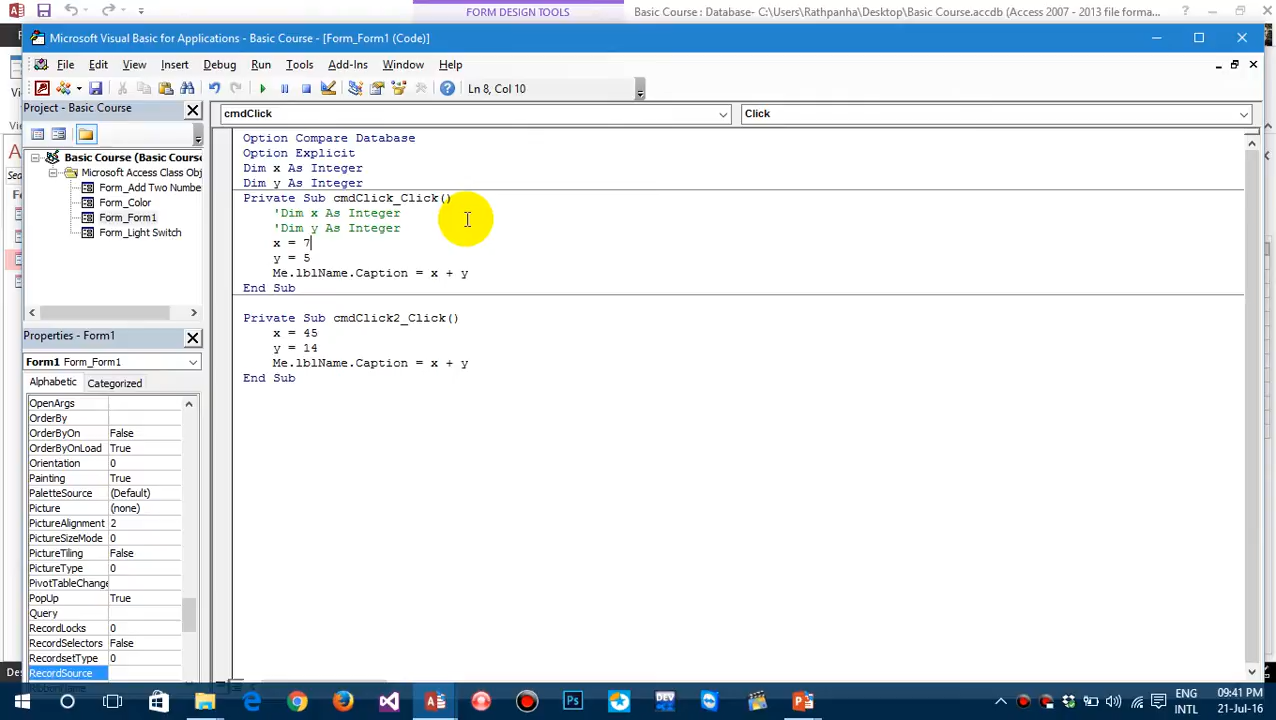 FORM DESIGN TOOLS
Basic Course : Database- C:\Users\Rathpanha\Desktop\Basic Course.accdb (Access 2007 - 2013 file forma...
Microsoft Visual Basic for Applications - Basic Course - [Form_Form1 (Code)]
File Edit View Insert Debug Run Tools Add-Ins Window Help
Ln 8, Col 10
Project - Basic Course
cmdClick
Click
Basic Course (Basic Course
Microsoft Access Class Obj
Form_Add Two Numbe
Form_Color
Form_Form1
Form_Light Switch
Option Compare Database
Option Explicit
Dim x As Integer
Dim y As Integer
Private Sub cmdClick_Click()
'Dim x As Integer
'Dim y As Integer
x = 7
y = 5
Me.lblName.Caption = x + y
End Sub
Private Sub cmdClick2_Click()
x = 45
y = 14
Me.lblName.Caption = x + y
End Sub
Properties - Form1
Form1 Form_Form1
Alphabetic Categorized
OpenArgs
OrderBy
OrderByOn False
OrderByOnLoad True
Orientation 0
Painting True
PaletteSource (Default)
Picture (none)
PictureAlignment 2
PictureSizeMode 0
PictureTiling False
PictureType 0
PivotTableChange
PopUp True
Query
RecordLocks 0
RecordSelectors False
RecordsetType 0
RecordSource
ENG
INTL
09:41 PM
21-Jul-16